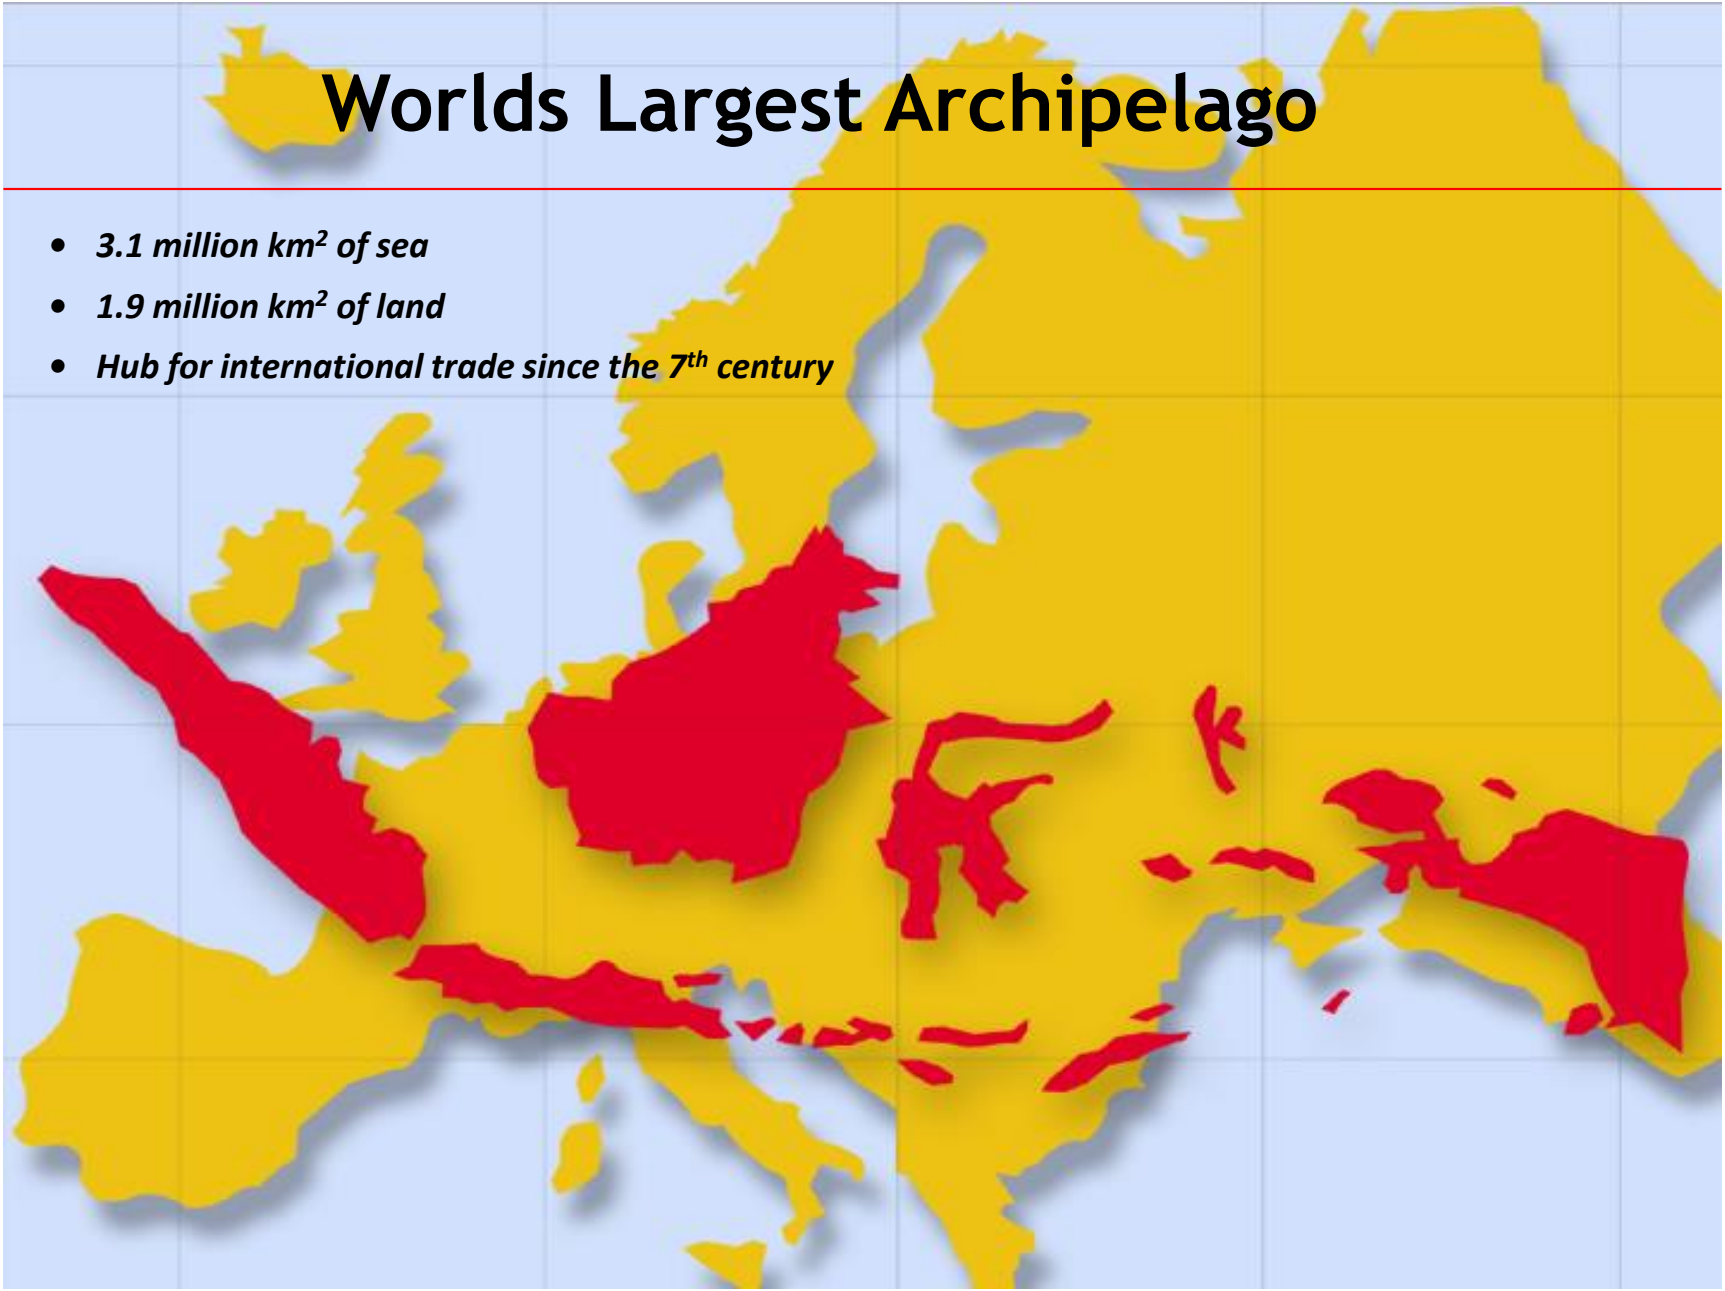 Worlds Largest Archipelago
• 3.1 million km² of sea
• 1.9 million km² of land
• Hub for international trade since the 7th century